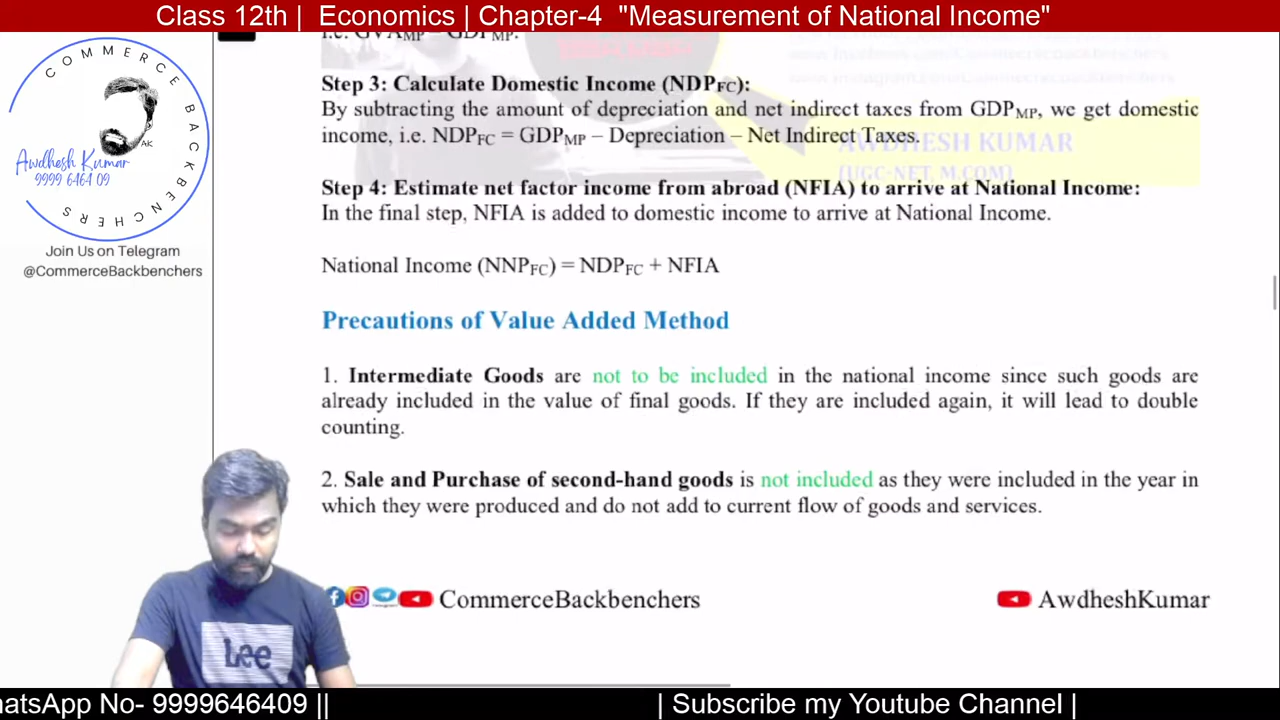 Class 12th | Economics | Chapter-4 "Measurement of National Income"
i.e. GVAMP = GDPMP.
Step 3: Calculate Domestic Income (NDPFC):
By subtracting the amount of depreciation and net indirect taxes from GDPMP, we get domestic
income, i.e. NDPFC = GDPMP – Depreciation – Net Indirect Taxes.
AWDHESH KUMAR
(UGC-NET, M.COM)
Step 4: Estimate net factor income from abroad (NFIA) to arrive at National Income:
In the final step, NFIA is added to domestic income to arrive at National Income.
National Income (NNPFC) = NDPFC + NFIA
Precautions of Value Added Method
1. Intermediate Goods are not to be included in the national income since such goods are
already included in the value of final goods. If they are included again, it will lead to double
counting.
2. Sale and Purchase of second-hand goods is not included as they were included in the year in
which they were produced and do not add to current flow of goods and services.
COMMERCE BACKBENCHERS
AK
Awdhesh Kumar
9999 6464 09
Join Us on Telegram
@CommerceBackbenchers
Lee
CommerceBackbenchers
AwdheshKumar
hatsApp No- 9999646409 ||
| Subscribe my Youtube Channel |